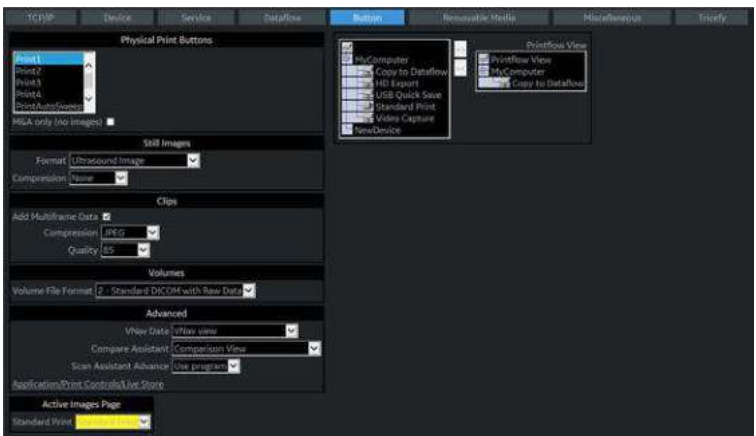 TCP/IP Device Service Dataflow Button Removable Media Miscellaneous Tricefy
Physical Print Buttons
Print1
Print2
Print3
Print4
PrintAutoSweep
M&A only (no images)
Still Images
Format Ultrasound Image
Compression None
Clips
Add Multiframe Data
Compression JPEG
Quality 85
Volumes
Volume File Format 2 - Standard DICOM with Raw Data
Advanced
VNav Data VNav view
Compare Assistant Comparison View
Scan Assistant Advance Use program
Application/Print Controls/Live Store
Active Images Page
Standard Print
MyComputer
Copy to Dataflow
HD Export
USB Quick Save
Standard Print
Video Capture
NewDevice
Printflow View
Printflow View
MyComputer
Copy to Dataflow